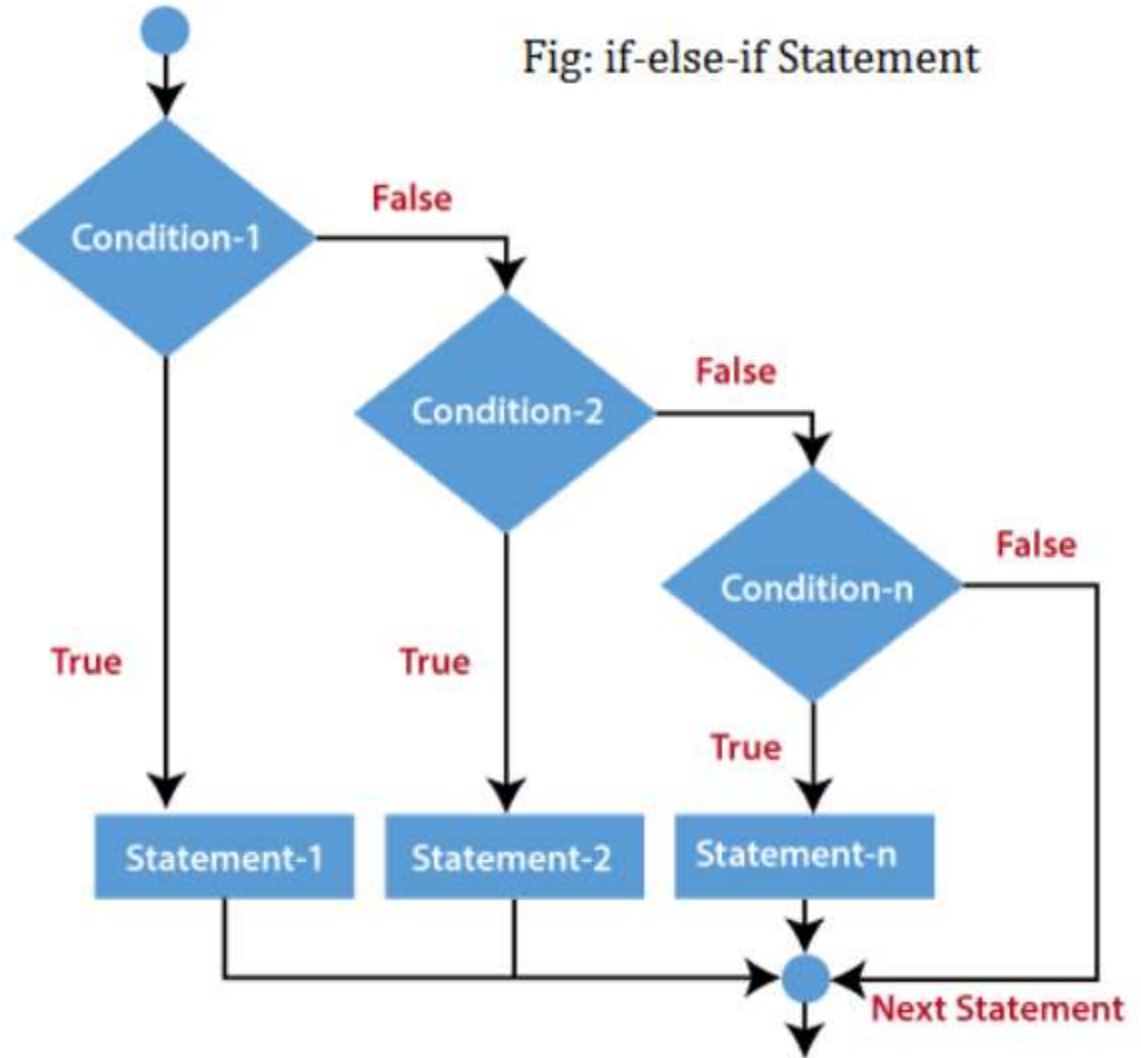 Fig: if-else-if Statement
False
Condition-1
False
Condition-2
False
Condition-n
True
True
True
Statement-1
Statement-2
Statement-n
Next Statement